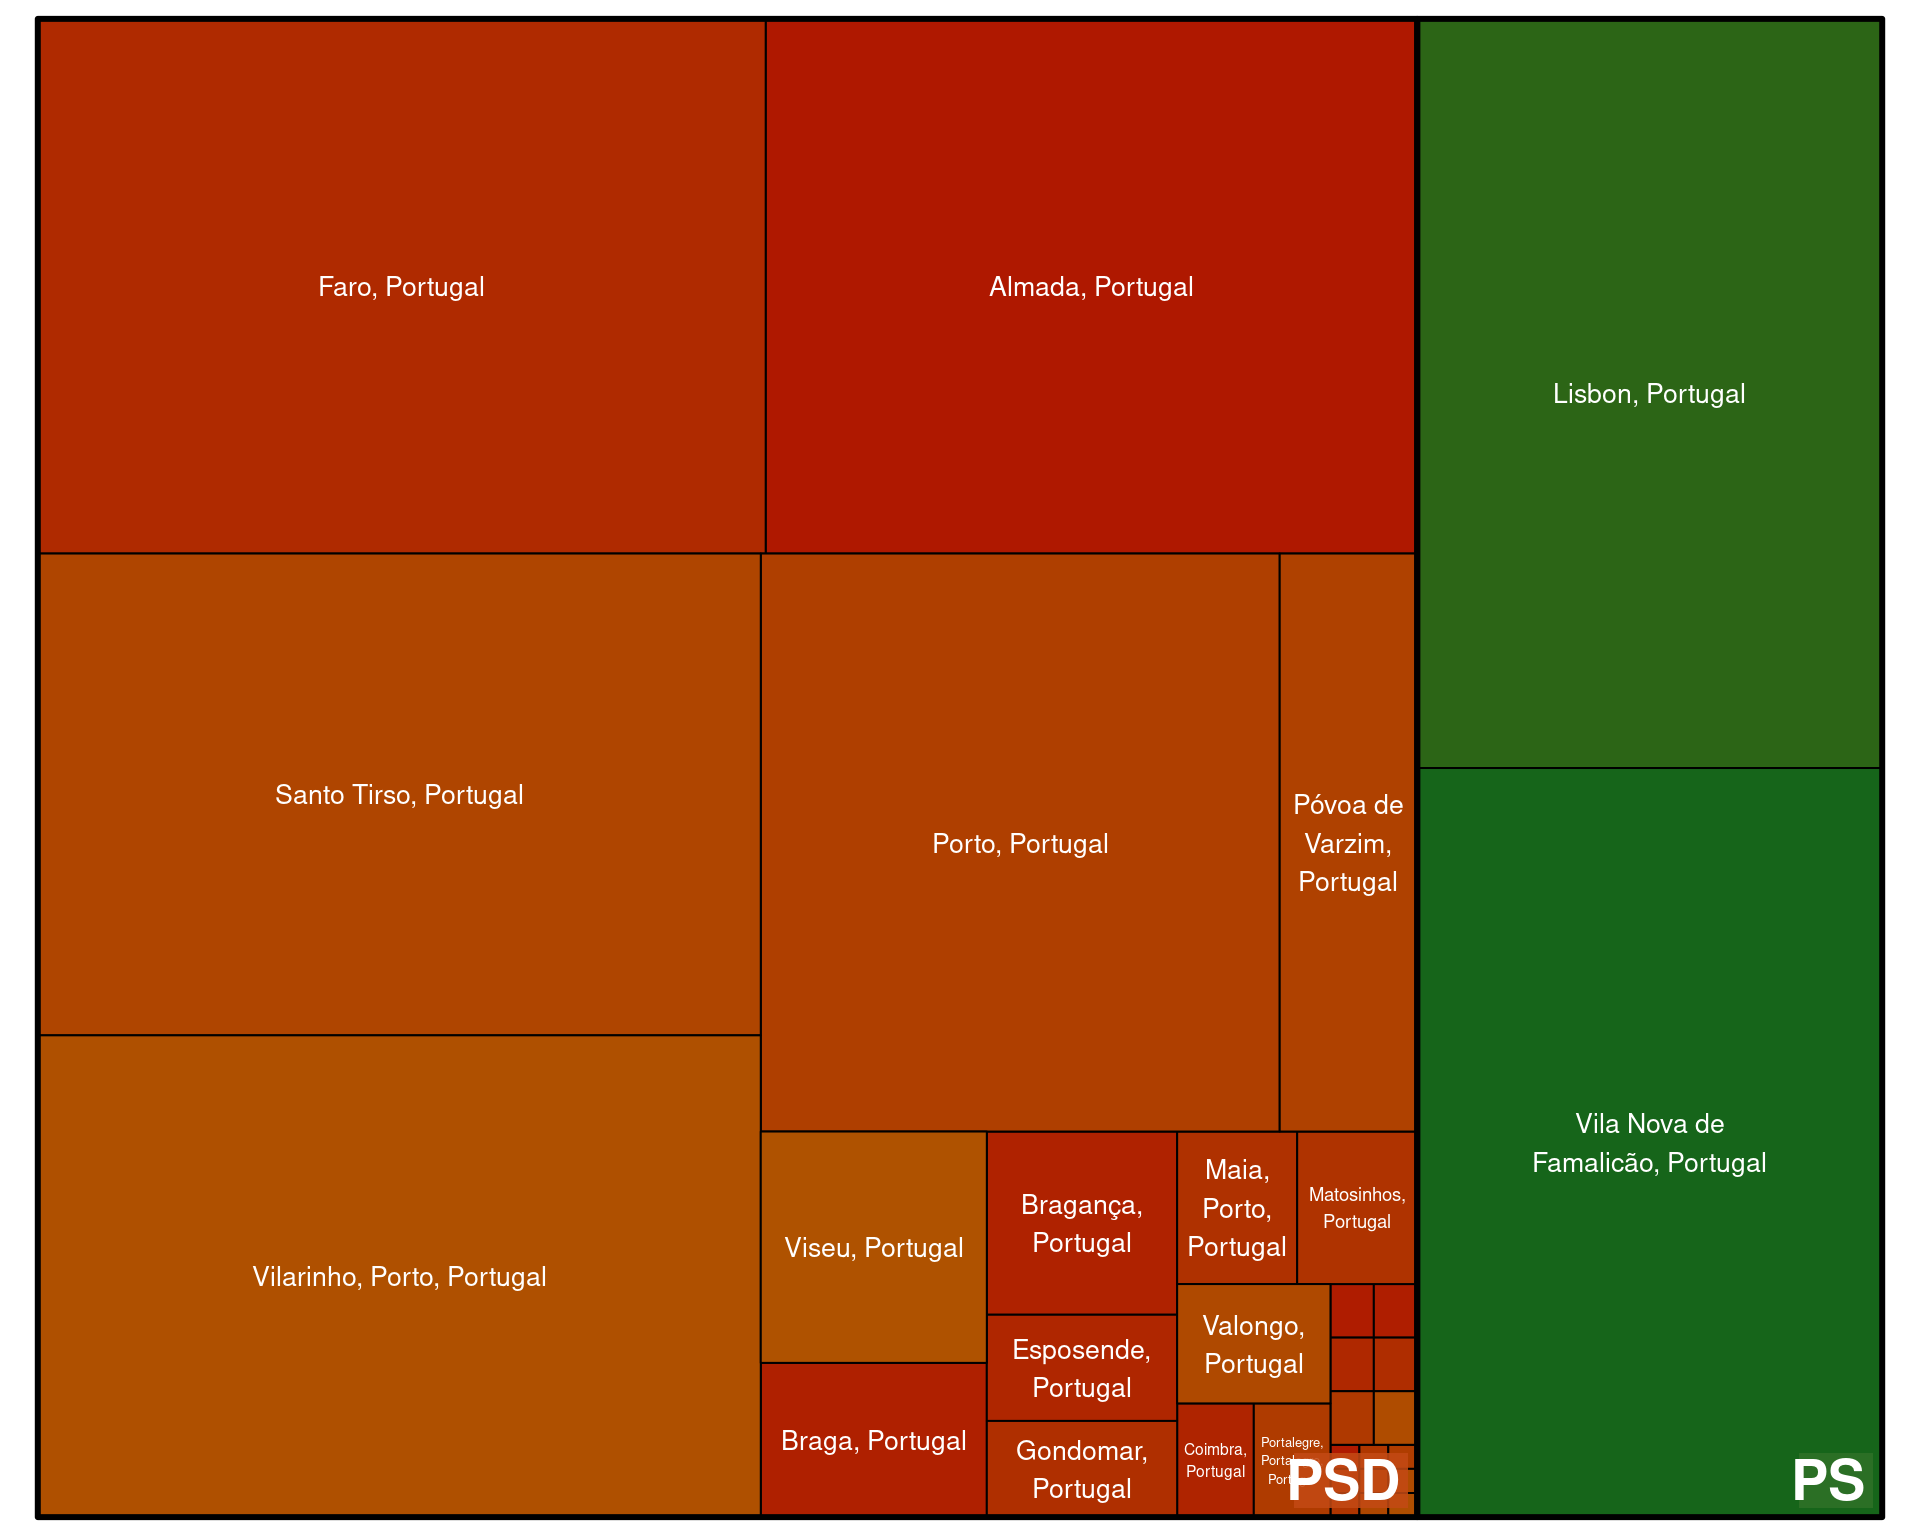 Faro, Portugal
Almada, Portugal
Lisbon, Portugal
Santo Tirso, Portugal
Porto, Portugal
Póvoa de
Varzim,
Portugal
Vila Nova de
Famalicão, Portugal
Vilarinho, Porto, Portugal
Viseu, Portugal
Bragança,
Portugal
Maia,
Porto,
Portugal
Matosinhos,
Portugal
Esposende,
Portugal
Valongo,
Portugal
Braga, Portugal
Gondomar,
Portugal
Coimbra,
Portugal
Portalegre,
PSD
PS